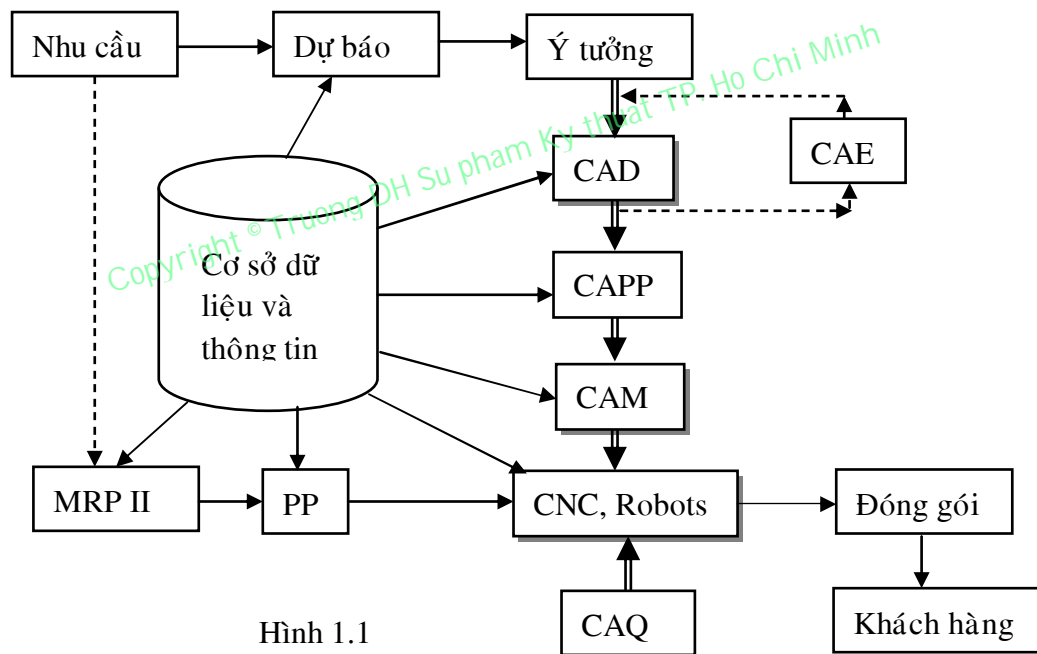 Nhu cầu
Dự báo
Ý tưởng
CAE
CAD
Copyright © Truong DH Su pham Ky thuat TP. Ho Chi Minh
Cơ sở dữ
liệu và
thông tin
CAPP
CAM
MRP II
PP
CNC, Robots
Đóng gói
CAQ
Khách hàng
Hình 1.1